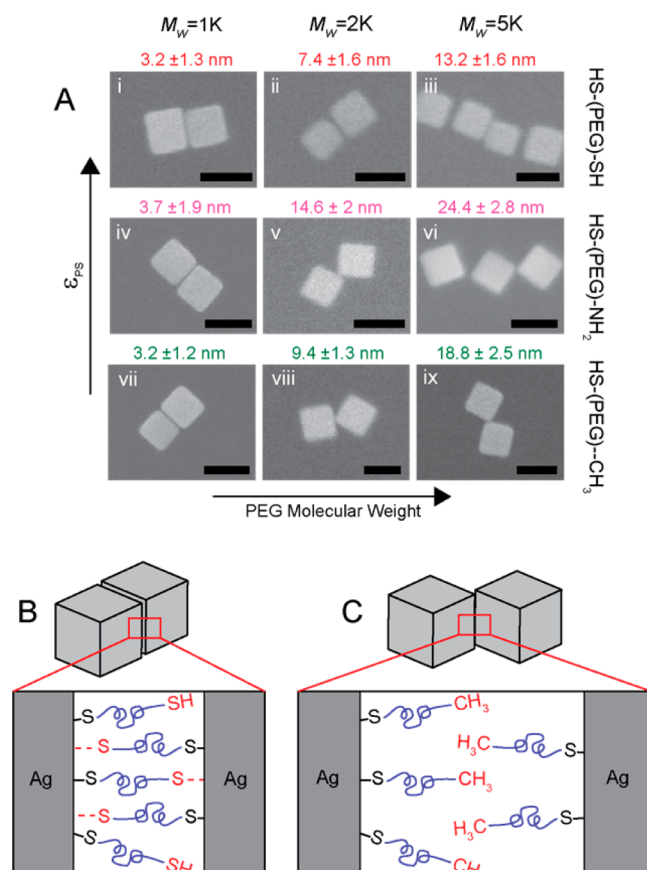 M_w=1K M_w=2K M_w=5K
3.2 ±1.3 nm 7.4 ±1.6 nm 13.2 ±1.6 nm
A
i ii iii
HS-(PEG)-SH
3.7 ±1.9 nm 14.6 ± 2 nm 24.4 ± 2.8 nm
iv v vi
HS-(PEG)-NH₂
ε_PS
3.2 ±1.2 nm 9.4 ±1.3 nm 18.8 ± 2.5 nm
vii viii ix
HS-(PEG)--CH₃
PEG Molecular Weight
B
Ag
S SH
S S
S S
S S
S SH
Ag
C
Ag
S CH₃
H₃C S
S CH₃
H₃C S
S CH
Ag